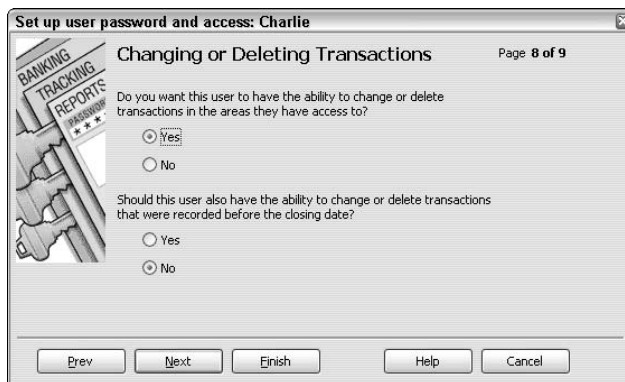 Set up user password and access: Charlie
BANKING
TRACKING
REPORTS
PASSWOR
* * *
Changing or Deleting Transactions
Page 8 of 9
Do you want this user to have the ability to change or delete
transactions in the areas they have access to?
Yes
No
Should this user also have the ability to change or delete transactions
that were recorded before the closing date?
Yes
No
Prev
Next
Finish
Help
Cancel